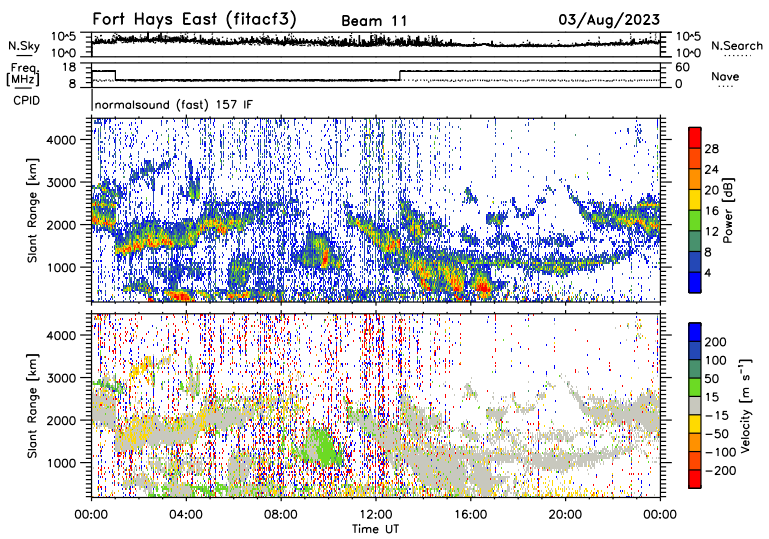 Fort Hays East (fitacf3) Beam 11 03/Aug/2023
N.Sky 10^5 10^0 10^5 10^0 N.Search
Freq. [MHz] 18 8 60 0 Nave
CPID normalsound (fast) 157 IF
Slant Range [km] 4000 3000 2000 1000
28 24 20 16 12 8 4 Power [dB]
Slant Range [km] 4000 3000 2000 1000
200 100 50 15 −15 −50 −100 −200 Velocity [m s⁻¹]
00:00 04:00 08:00 12:00 16:00 20:00 00:00
Time UT